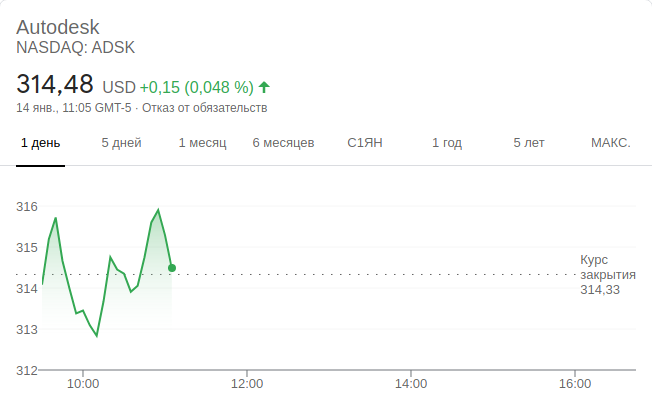 Autodesk
NASDAQ: ADSK
314,48 USD +0,15 (0,048 %)
14 янв., 11:05 GMT-5 · Отказ от обязательств
1 день 5 дней 1 месяц 6 месяцев С1ЯН 1 год 5 лет МАКС.
316
315
314
313
312
Курс
закрытия
314,33
10:00 12:00 14:00 16:00